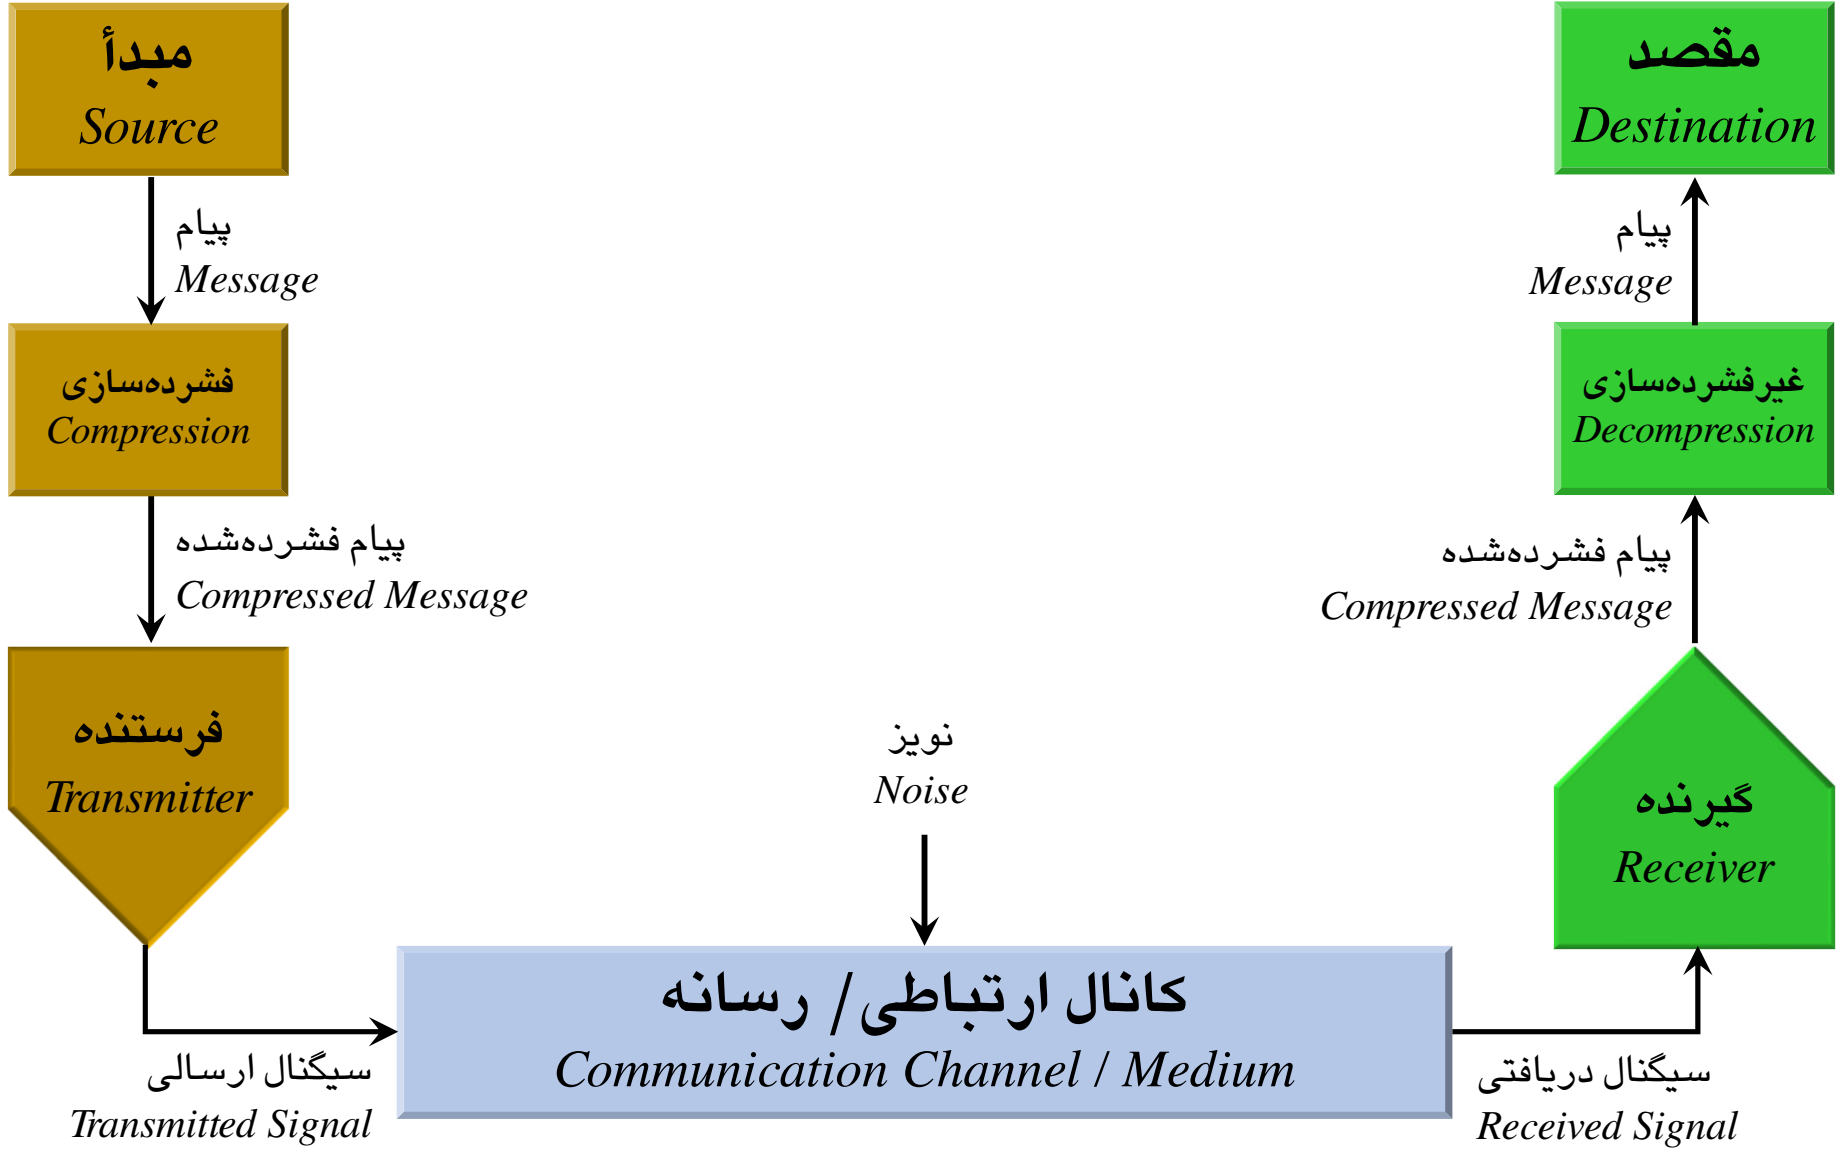 مبدأ
Source
پیام
Message
فشرده‌سازی
Compression
پیام فشرده‌شده
Compressed Message
فرستنده
Transmitter
سیگنال ارسالی
Transmitted Signal
نویز
Noise
کانال ارتباطی/ رسانه
Communication Channel / Medium
سیگنال دریافتی
Received Signal
گیرنده
Receiver
پیام فشرده‌شده
Compressed Message
غیرفشرده‌سازی
Decompression
پیام
Message
مقصد
Destination